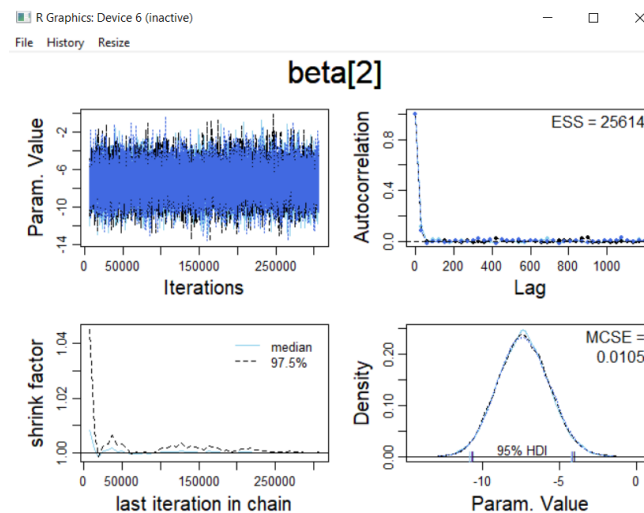 R Graphics: Device 6 (inactive)
File History Resize
beta[2]
Param. Value
-2
-6
-10
-14
0 50000 150000 250000
Iterations
Autocorrelation
ESS = 25614
0.8
0.4
0.0
0 200 400 600 800 1000
Lag
shrink factor
1.04
1.02
1.00
median
97.5%
0 50000 150000 250000
last iteration in chain
Density
0.20
0.10
0.00
MCSE =
0.0105
95% HDI
-10 -5 0
Param. Value